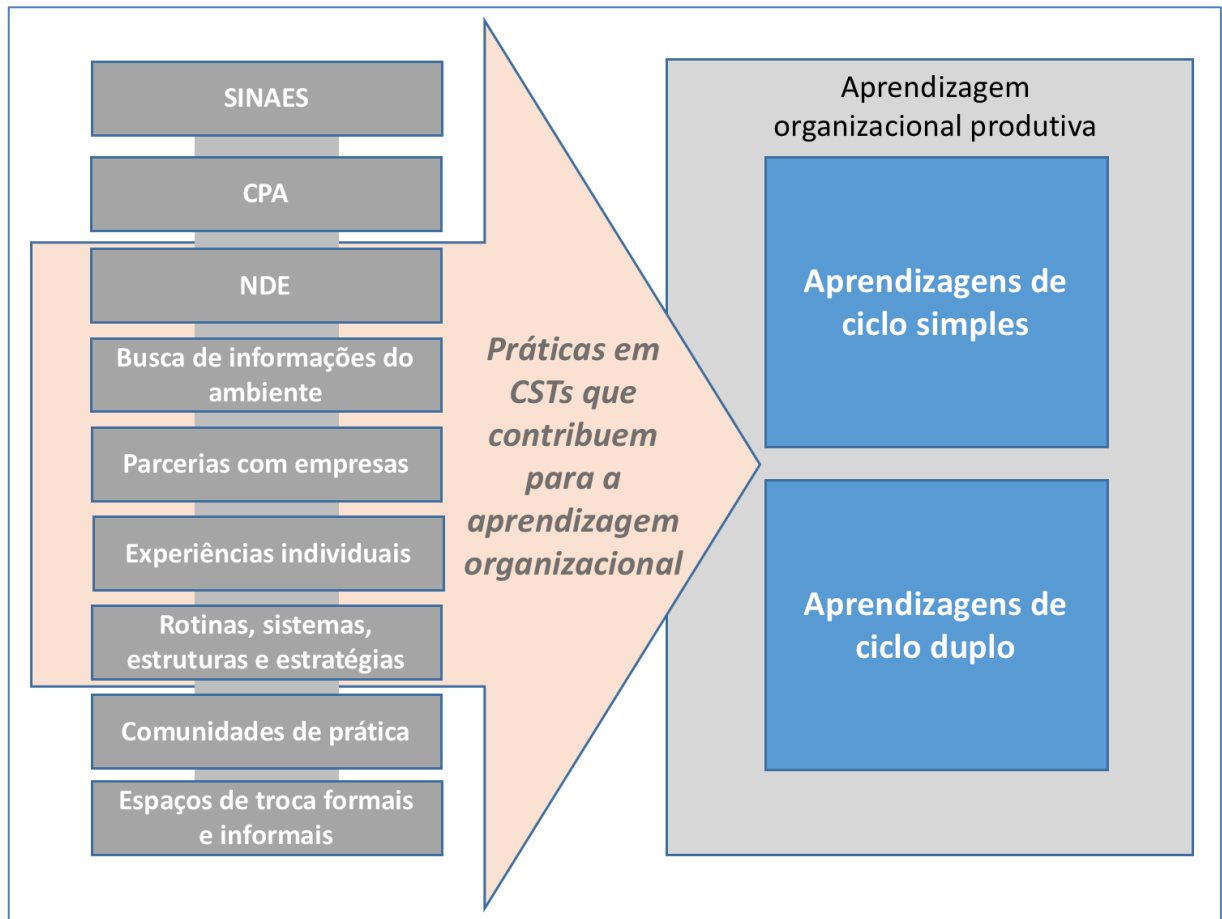 SINAES
CPA
NDE
Busca de informações do
ambiente
Parcerias com empresas
Experiências individuais
Rotinas, sistemas,
estruturas e estratégias
Comunidades de prática
Espaços de troca formais
e informais
Práticas em
CSTs que
contribuem
para a
aprendizagem
organizacional
Aprendizagem
organizacional produtiva
Aprendizagens de
ciclo simples
Aprendizagens de
ciclo duplo